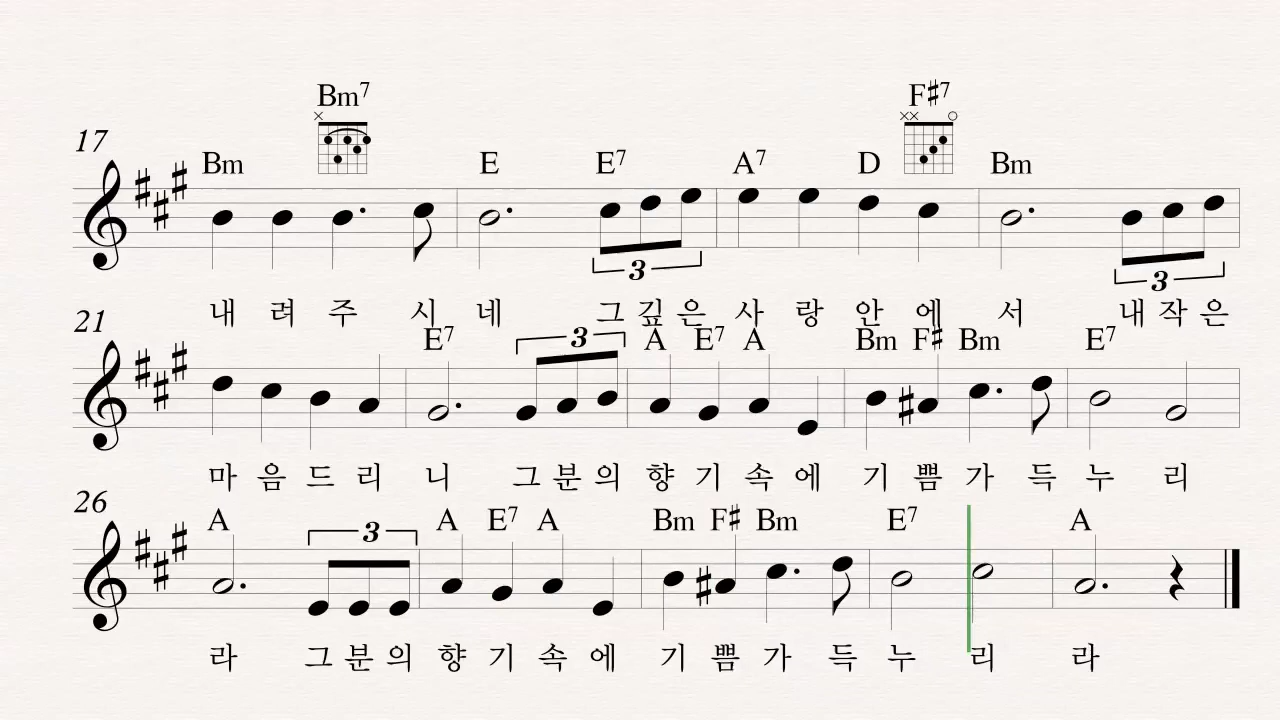 Bm7 F♯7
17
Bm E E7 A7 D Bm
3 3
내 려 주 시 네 그 깊 은 사 랑 안 에 서 내 작 은
21
E7 A E7 A Bm F♯ Bm E7
3
마 음 드 리 니 그 분 의 향 기 속 에 기 쁨 가 득 누 리
26
A A E7 A Bm F♯ Bm E7 A
3
라 그 분 의 향 기 속 에 기 쁨 가 득 누 리 라